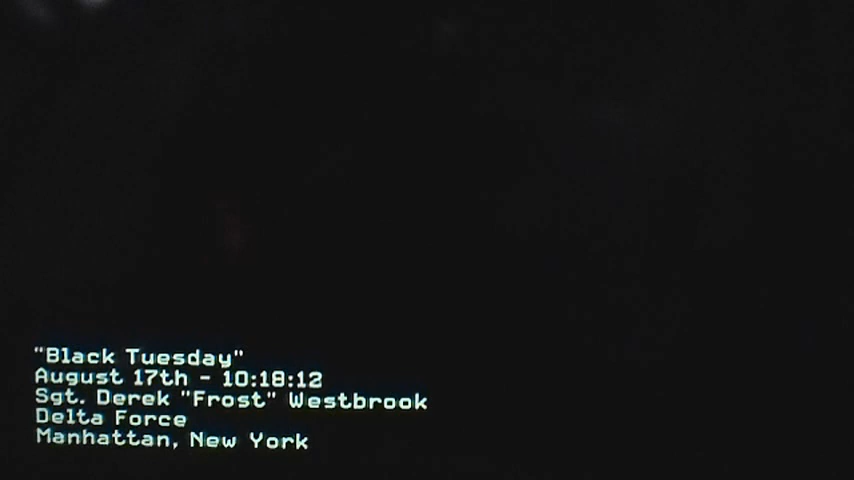 "Black Tuesday"
August 17th - 10:18:12
Sgt. Derek "Frost" Westbrook
Delta Force
Manhattan, New York